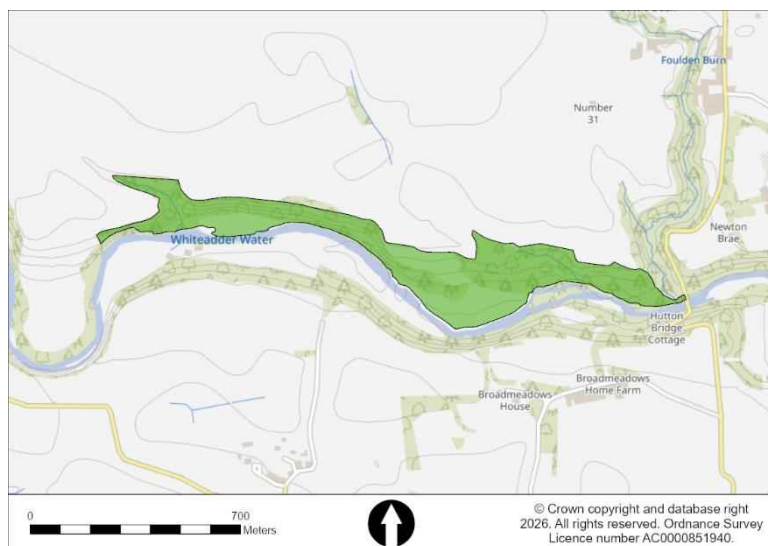 Foulden Burn
Number
31
Newton
Brae
Whiteadder Water
Hutton
Bridge
Cottage
Broadmeadows
Home Farm
Broadmeadows
House
0
700
Meters
© Crown copyright and database right
2026. All rights reserved. Ordnance Survey
Licence number AC0000851940.